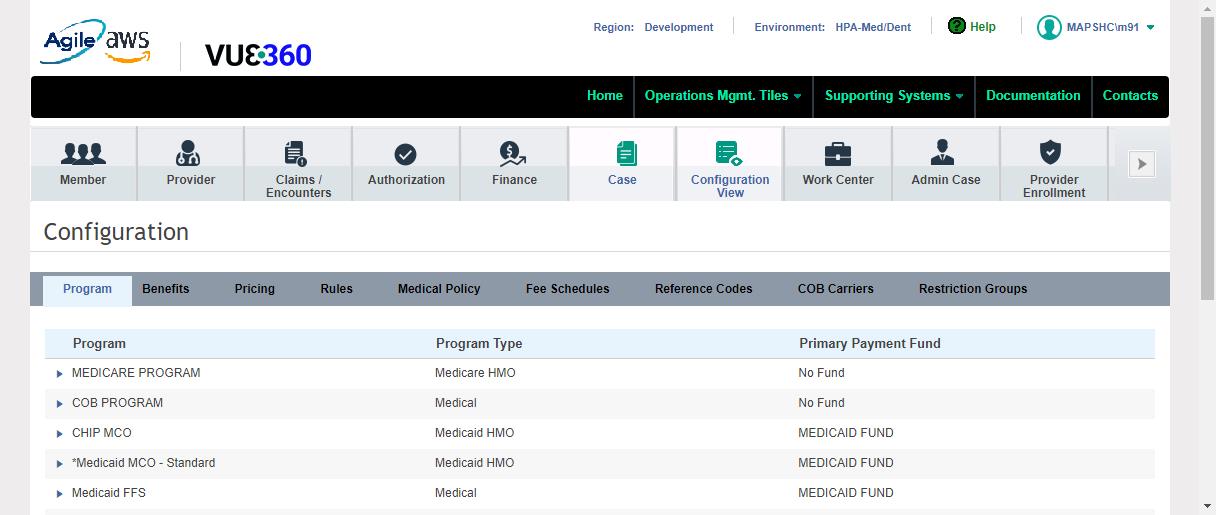 Agile aws
VUE360
Region: Development
Environment: HPA-Med/Dent
? Help
MAPSHC\m91
Home
Operations Mgmt. Tiles
Supporting Systems
Documentation
Contacts
Member
Provider
Claims /
Encounters
Authorization
Finance
Case
Configuration
View
Work Center
Admin Case
Provider
Enrollment
Configuration
Program Benefits Pricing Rules Medical Policy Fee Schedules Reference Codes COB Carriers Restriction Groups
Program Program Type Primary Payment Fund
MEDICARE PROGRAM Medicare HMO No Fund
COB PROGRAM Medical No Fund
CHIP MCO Medicaid HMO MEDICAID FUND
*Medicaid MCO - Standard Medicaid HMO MEDICAID FUND
Medicaid FFS Medical MEDICAID FUND